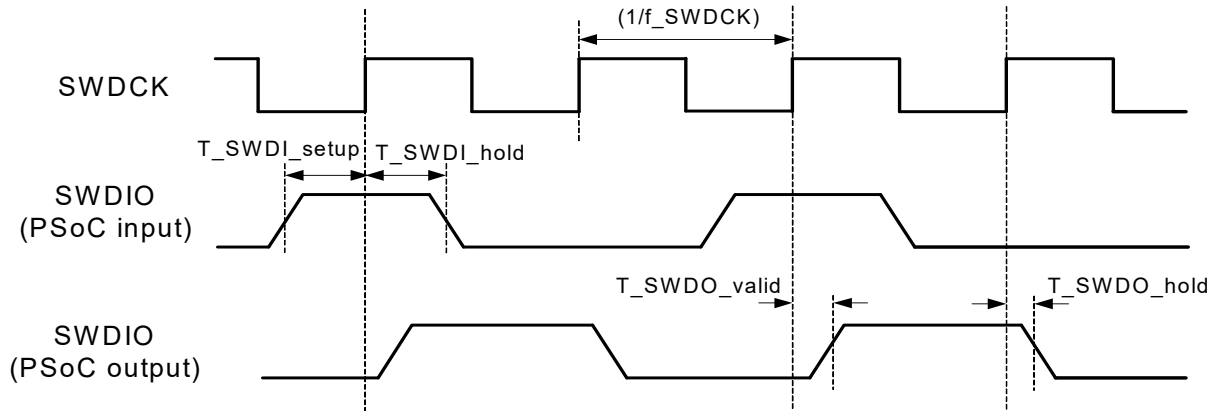 (1/f_SWDCK)
SWDCK
T_SWDI_setup
T_SWDI_hold
SWDIO
(PSoC input)
T_SWDO_valid
T_SWDO_hold
SWDIO
(PSoC output)